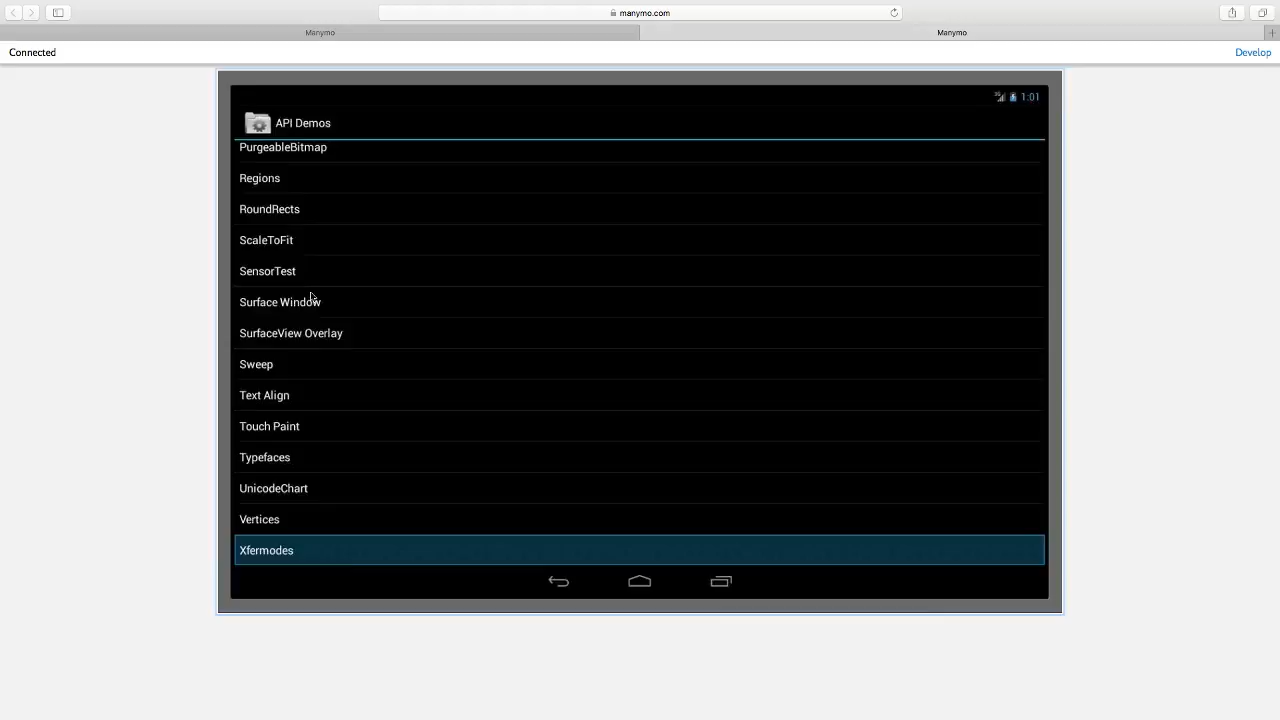 manymo.com
Manymo
Manymo
Connected
Develop
1:01
API Demos
PurgeableBitmap
Regions
RoundRects
ScaleToFit
SensorTest
Surface Window
SurfaceView Overlay
Sweep
Text Align
Touch Paint
Typefaces
UnicodeChart
Vertices
Xfermodes